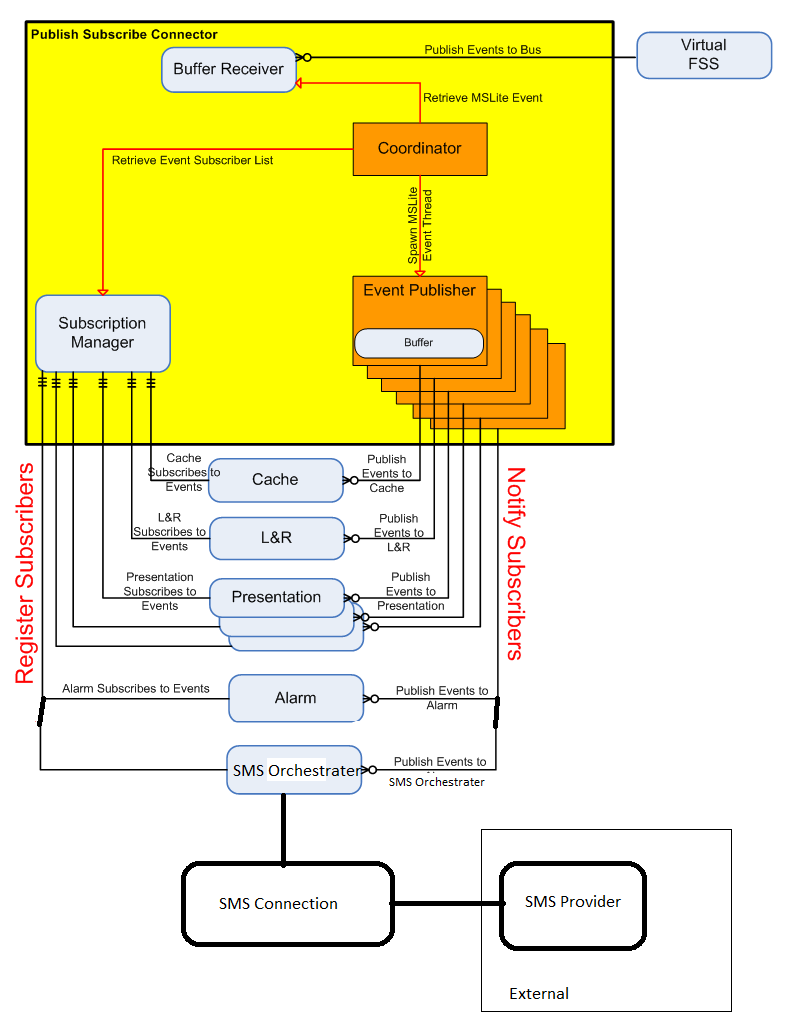 Publish Subscribe Connector
Buffer Receiver
Publish Events to Bus
Virtual
FSS
Retrieve MSLite Event
Coordinator
Retrieve Event Subscriber List
Spawn MSLite
Event Thread
Event Publisher
Buffer
Subscription
Manager
Register Subscribers
Notify Subscribers
Cache
Subscribes to
Events
Cache
Publish
Events to
Cache
L&R
Subscribes to
Events
L&R
Publish
Events to
L&R
Presentation
Subscribes to
Events
Presentation
Publish
Events to
Presentation
Alarm Subscribes to Events
Alarm
Publish Events to
Alarm
SMS Orchestrater
Publish Events to
SMS Orchestrater
SMS Connection
SMS Provider
External